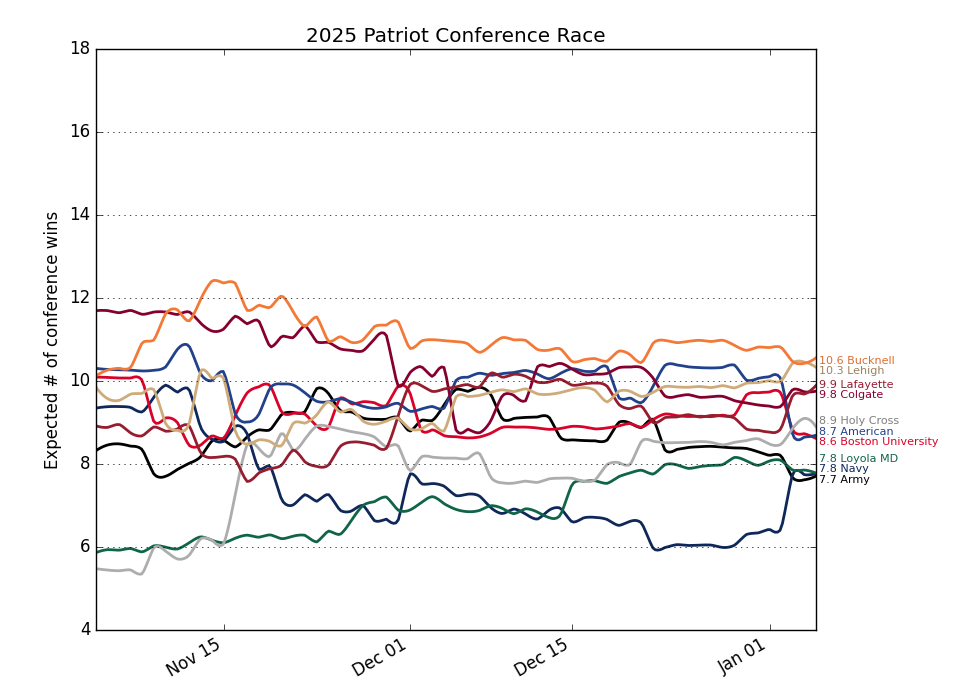 2025 Patriot Conference Race
Expected # of conference wins
18
16
14
12
10
8
6
4
Nov 15
Dec 01
Dec 15
Jan 01
10.6 Bucknell
10.3 Lehigh
9.9 Lafayette
9.8 Colgate
8.9 Holy Cross
8.7 American
8.6 Boston University
7.8 Loyola MD
7.8 Navy
7.7 Army